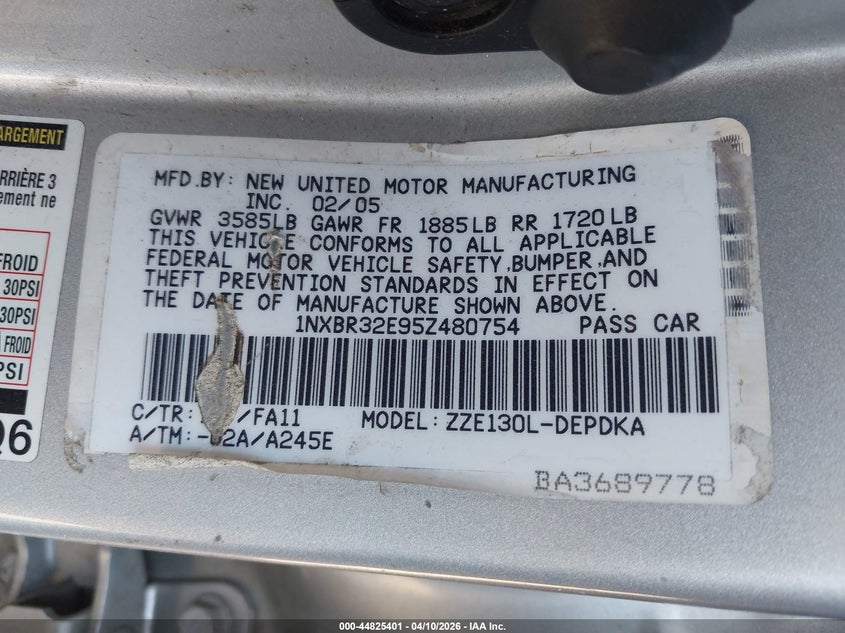 ARGEMENT
ARRIÈRE 3
ement ne
FROID
30PSI
30PSI
FROID
PSI
Q6
MFD.BY: NEW UNITED MOTOR MANUFACTURING
INC. 02/05
GVWR 3585LB GAWR FR 1885LB RR 1720LB
THIS VEHICLE CONFORMS TO ALL APPLICABLE
FEDERAL MOTOR VEHICLE SAFETY,BUMPER,AND
THEFT PREVENTION STANDARDS IN EFFECT ON
THE DATE OF MANUFACTURE SHOWN ABOVE.
1NXBR32E95Z480754 PASS CAR
C/TR: /FA11 MODEL: ZZE130L-DEPDKA
A/TM:-02A/A245E
BA3689778
000-44825401 - 04/10/2026 - IAA Inc.